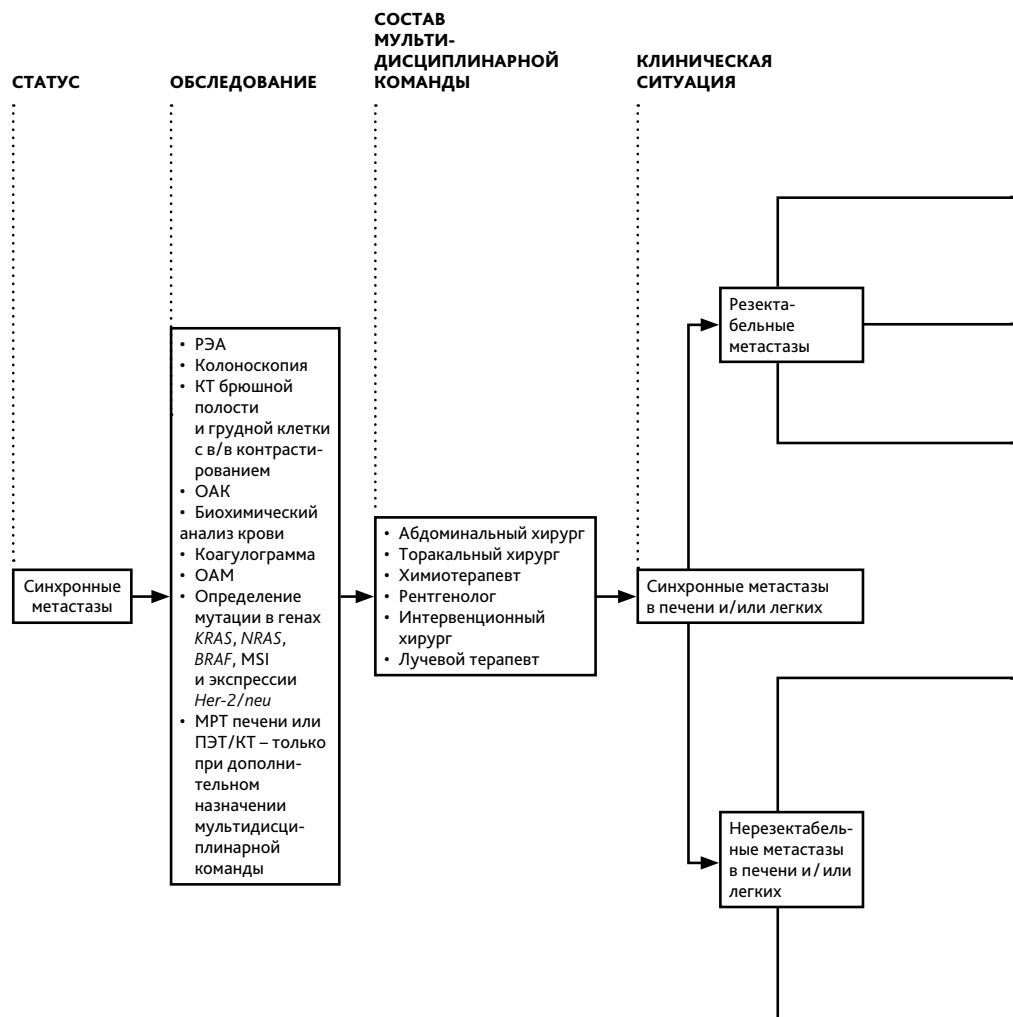 СТАТУС
ОБСЛЕДОВАНИЕ
СОСТАВ
МУЛЬТИ-
ДИСЦИПЛИНАРНОЙ
КОМАНДЫ
КЛИНИЧЕСКАЯ
СИТУАЦИЯ
Синхронные
метастазы
• РЭА
• Колоноскопия
• КТ брюшной
полости
и грудной клетки
с в/в контрасти-
рованием
• ОАК
• Биохимический
анализ крови
• Коагулограмма
• ОАМ
• Определение
мутации в генах
KRAS, NRAS,
BRAF, MSI
и экспрессии
Her-2/neu
• МРТ печени или
ПЭТ/КТ – только
при дополни-
тельном
назначении
мультидисци-
плинарной
команды
• Абдоминальный хирург
• Торакальный хирург
• Химиотерапевт
• Рентгенолог
• Интервенционный
хирург
• Лучевой терапевт
Синхронные метастазы
в печени и/или легких
Резекта-
бельные
метастазы
Нерезектабель-
ные метастазы
в печени и/или
легких